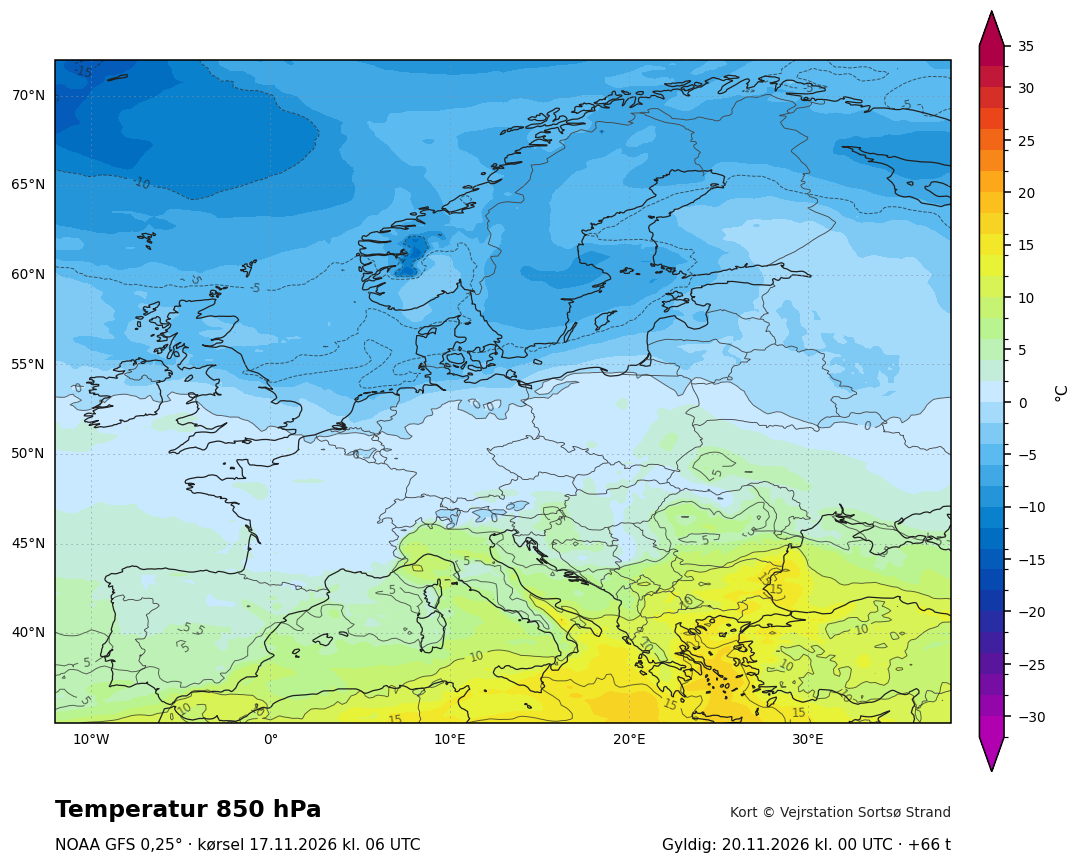 70°N
65°N
60°N
55°N
50°N
45°N
40°N
10°W 0° 10°E 20°E 30°E
35
30
25
20
15
10
5
0
−5
−10
−15
−20
−25
−30
°C
Temperatur 850 hPa
Kort © Vejrstation Sortsø Strand
NOAA GFS 0,25° · kørsel 17.11.2026 kl. 06 UTC
Gyldig: 20.11.2026 kl. 00 UTC · +66 t